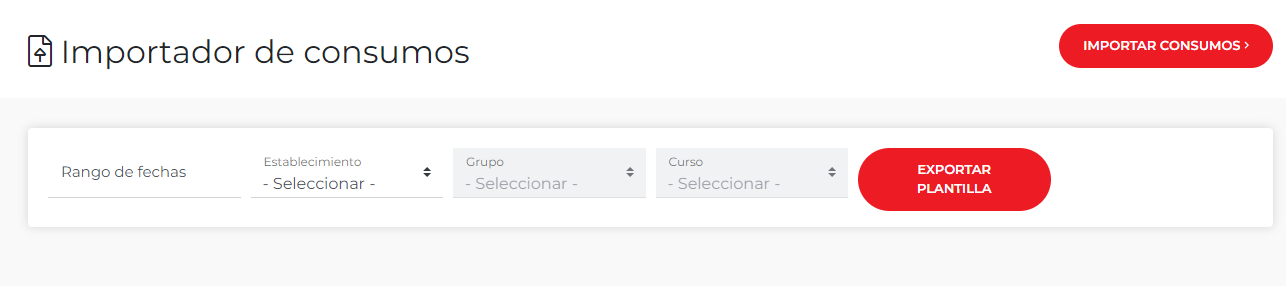 Importador de consumos
IMPORTAR CONSUMOS ›
Rango de fechas
Establecimiento
- Seleccionar -
Grupo
- Seleccionar -
Curso
- Seleccionar -
EXPORTAR
PLANTILLA